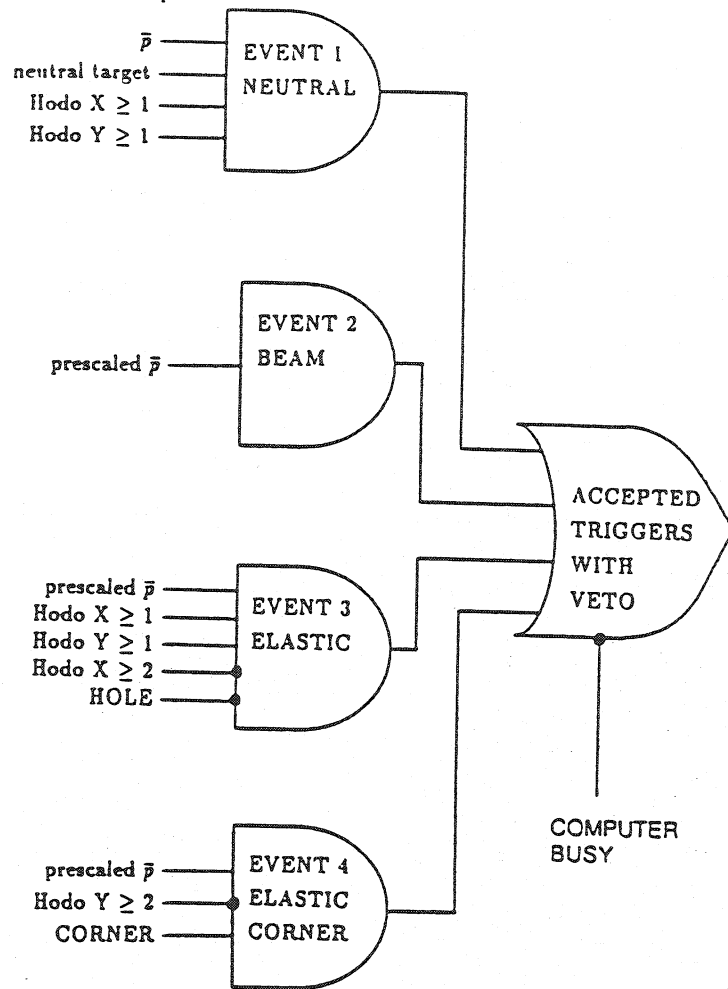 p̅
neutral target
Hodo X ≥ 1
Hodo Y ≥ 1
EVENT 1
NEUTRAL
prescaled p̅
EVENT 2
BEAM
prescaled p̅
Hodo X ≥ 1
Hodo Y ≥ 1
Hodo X ≥ 2
HOLE
EVENT 3
ELASTIC
prescaled p̅
Hodo Y ≥ 2
CORNER
EVENT 4
ELASTIC
CORNER
ACCEPTED
TRIGGERS
WITH
VETO
COMPUTER
BUSY